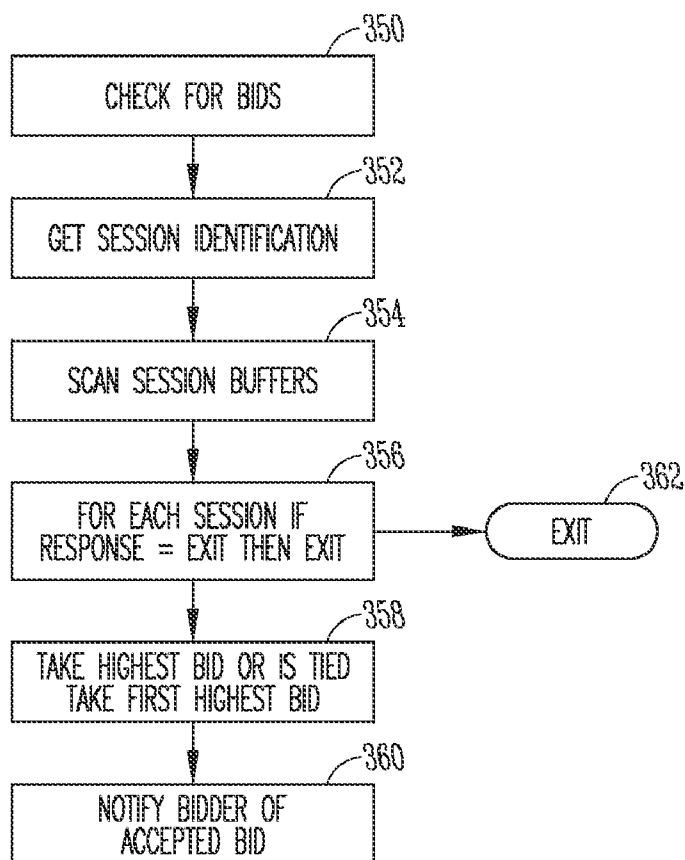 350
CHECK FOR BIDS
352
GET SESSION IDENTIFICATION
354
SCAN SESSION BUFFERS
356
FOR EACH SESSION IF
RESPONSE = EXIT THEN EXIT
362
EXIT
358
TAKE HIGHEST BID OR IS TIED
TAKE FIRST HIGHEST BID
360
NOTIFY BIDDER OF
ACCEPTED BID